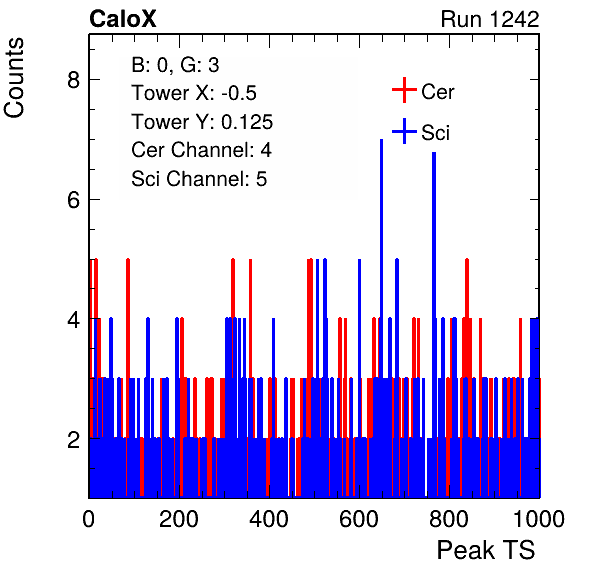 CaloX Run 1242
Counts
B: 0, G: 3
Tower X: -0.5
Tower Y: 0.125
Cer Channel: 4
Sci Channel: 5
Cer
Sci
8
6
4
2
0 200 400 600 800 1000
Peak TS